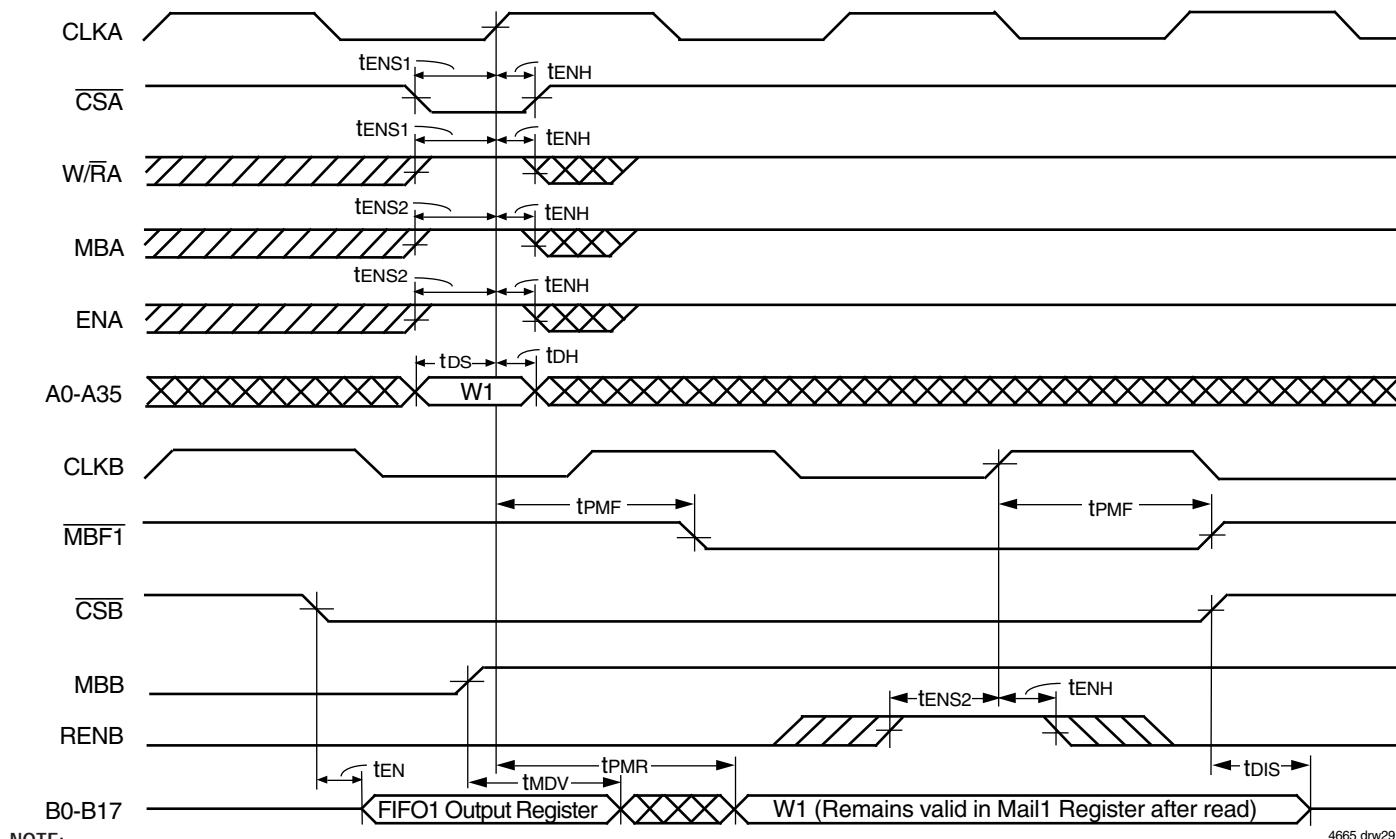 CLKA
tENS1 tENH
CSA
tENS1 tENH
W/RA
tENS2 tENH
MBA
tENS2 tENH
ENA
tDS tDH
A0-A35 W1
CLKB
tPMF tPMF
MBF1
CSB
MBB
tENS2 tENH
RENB
tEN tMDV tPMR tDIS
B0-B17 FIFO1 Output Register W1 (Remains valid in Mail1 Register after read)
NOTE: 4665 drw29